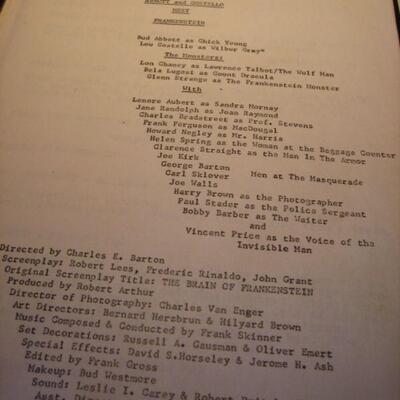 ABBOTT and COSTELLO
MEET
FRANKENSTEIN
Bud Abbott as Chick Young
Lou Costello as Wilbur Gray*
The Monsters:
Lon Chaney as Lawrence Talbot/The Wolf Man
Bela Lugosi as Count Dracula
Glenn Strange as The Frankenstein Monster
With
Lenore Aubert as Sandra Mornay
Jane Randolph as Joan Raymond
Charles Bradstreet as Prof. Stevens
Frank Ferguson as MacDougal
Howard Negley as Mr. Harris
Helen Spring as the Woman at the Baggage Counter
Clarence Straight as the Man In The Armor
Joe Kirk
George Barton Men at The Masquerade
Carl Sklover
Joe Walls
Harry Brown as the Photographer
Paul Stader as the Police Sergeant
Bobby Barber as The Waiter
and
Vincent Price as the Voice of the
Invisible Man
Directed by Charles E. Barton
Screenplay: Robert Lees, Frederic Rinaldo, John Grant
Original Screenplay Title: THE BRAIN OF FRANKENSTEIN
Produced by Robert Arthur
Director of Photography: Charles Van Enger
Art Directors: Bernard Herzbrun & Hilyard Brown
Music Composed & Conducted by Frank Skinner
Set Decorations: Russell A. Gausman & Oliver Emert
Special Effects: David S.Horseley & Jerome H. Ash
Edited by Frank Gross
Makeup: Bud Westmore
Sound: Leslie I. Carey & Robert
Asst.